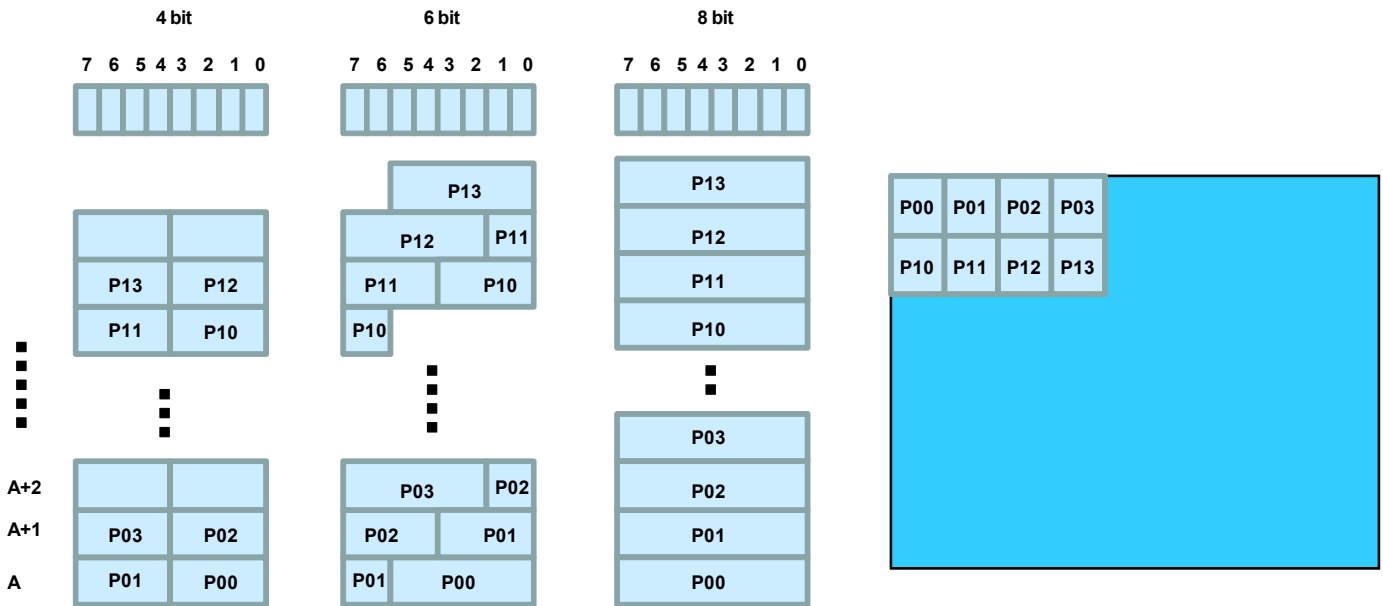 4 bit 6 bit 8 bit
7 6 5 4 3 2 1 0 7 6 5 4 3 2 1 0 7 6 5 4 3 2 1 0
P13 P13
P12 P11 P12 P00 P01 P02 P03
P13 P12 P11 P10 P11 P10 P11 P12 P13
P11 P10 P10 P10
P03
A+2 P03 P02 P02
A+1 P03 P02 P02 P01 P01
A P01 P00 P01 P00 P00